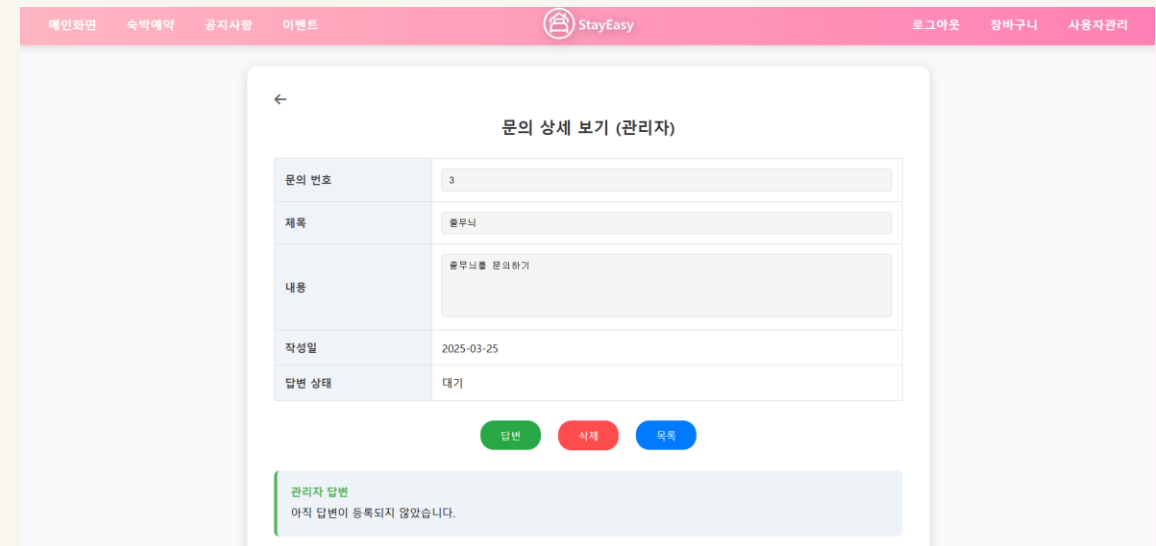 메인화면 숙박예약 공지사항 이벤트 StayEasy 로그아웃 장바구니 사용자관리
←
문의 상세 보기 (관리자)
문의 번호 3
제목 줄무늬
내용 줄무늬를 문의하기
작성일 2025-03-25
답변 상태 대기
답변 삭제 목록
관리자 답변
아직 답변이 등록되지 않았습니다.